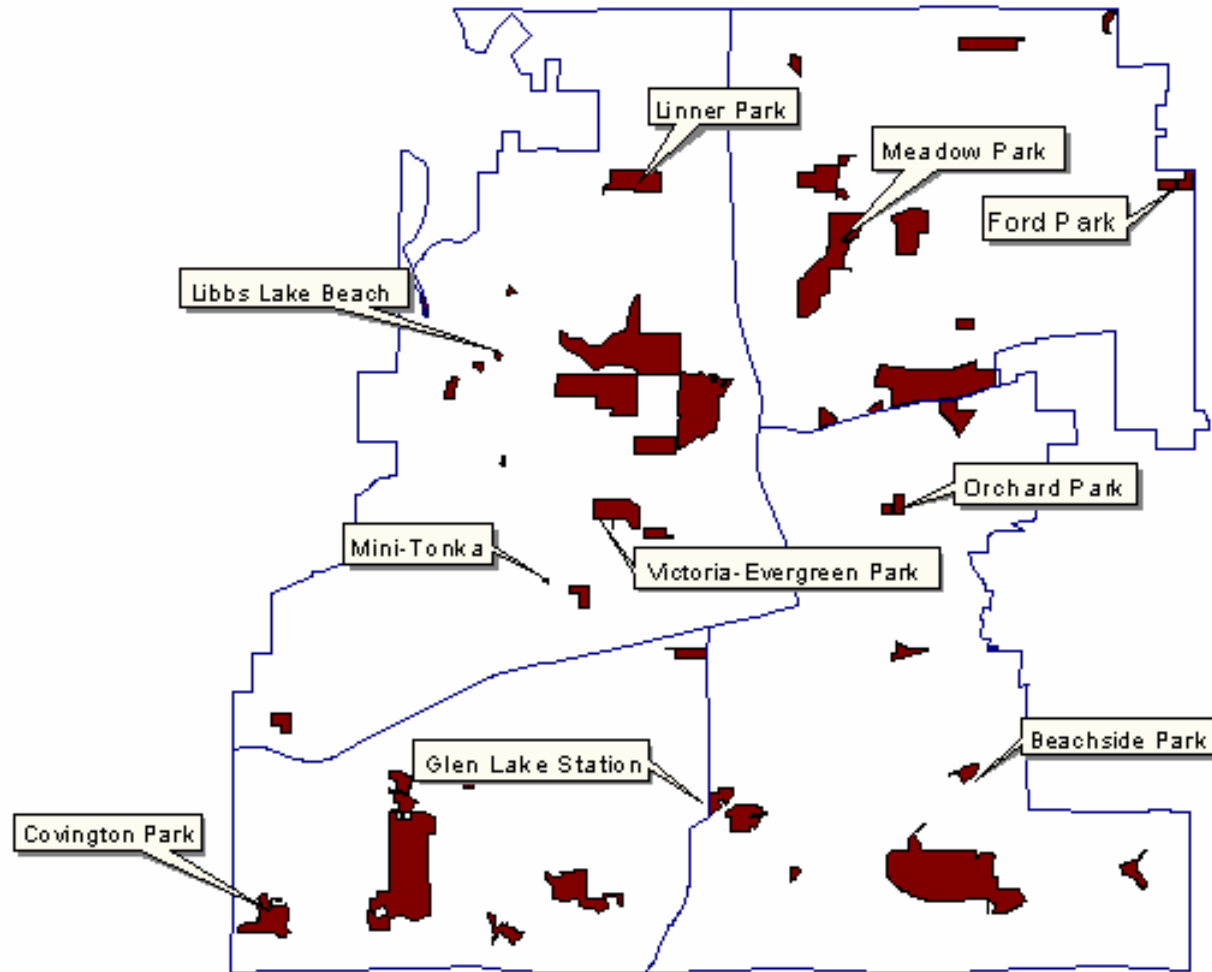 Linner Park
Meadow Park
Ford Park
Libbs Lake Beach
Orchard Park
Mini-Tonka
Victoria-Evergreen Park
Beachside Park
Glen Lake Station
Covington Park